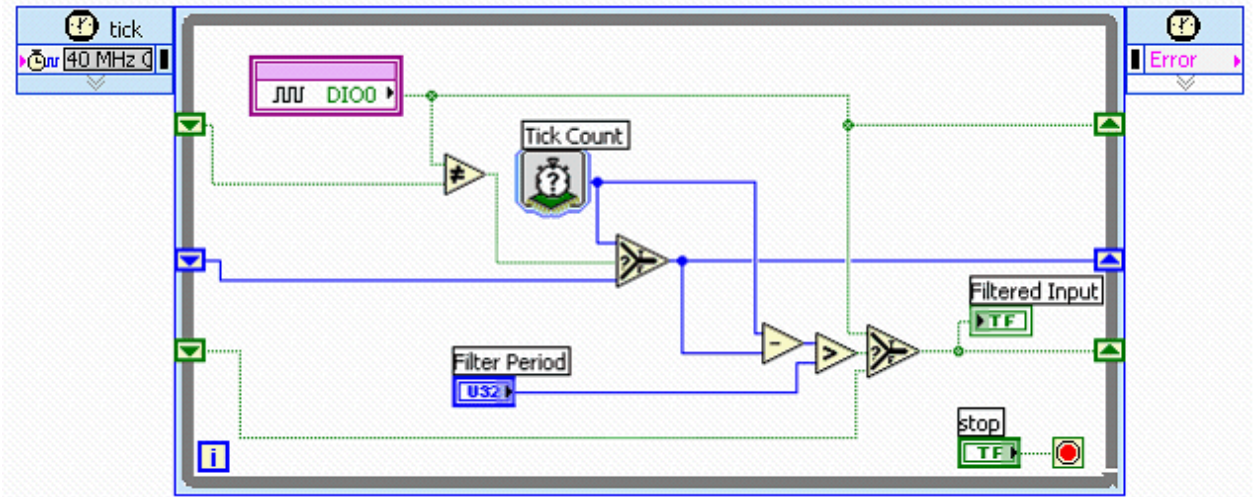 tick
40 MHz C
Error
DIO0
Tick Count
?
≠
?
Filtered Input
TF
-
>
?
Filter Period
U32
stop
TF
i